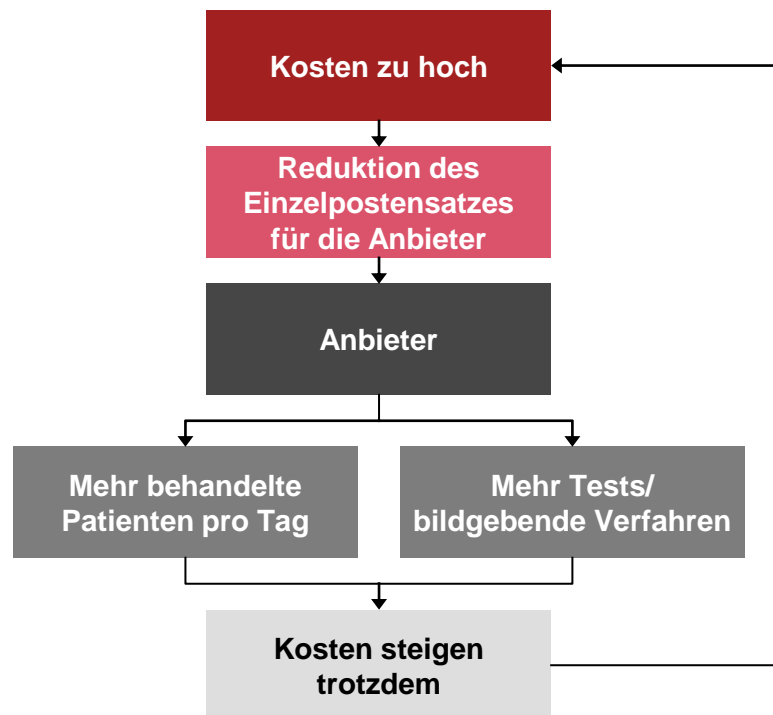 Kosten zu hoch
Reduktion des
Einzelpostensatzes
für die Anbieter
Anbieter
Mehr behandelte
Patienten pro Tag
Mehr Tests/
bildgebende Verfahren
Kosten steigen
trotzdem